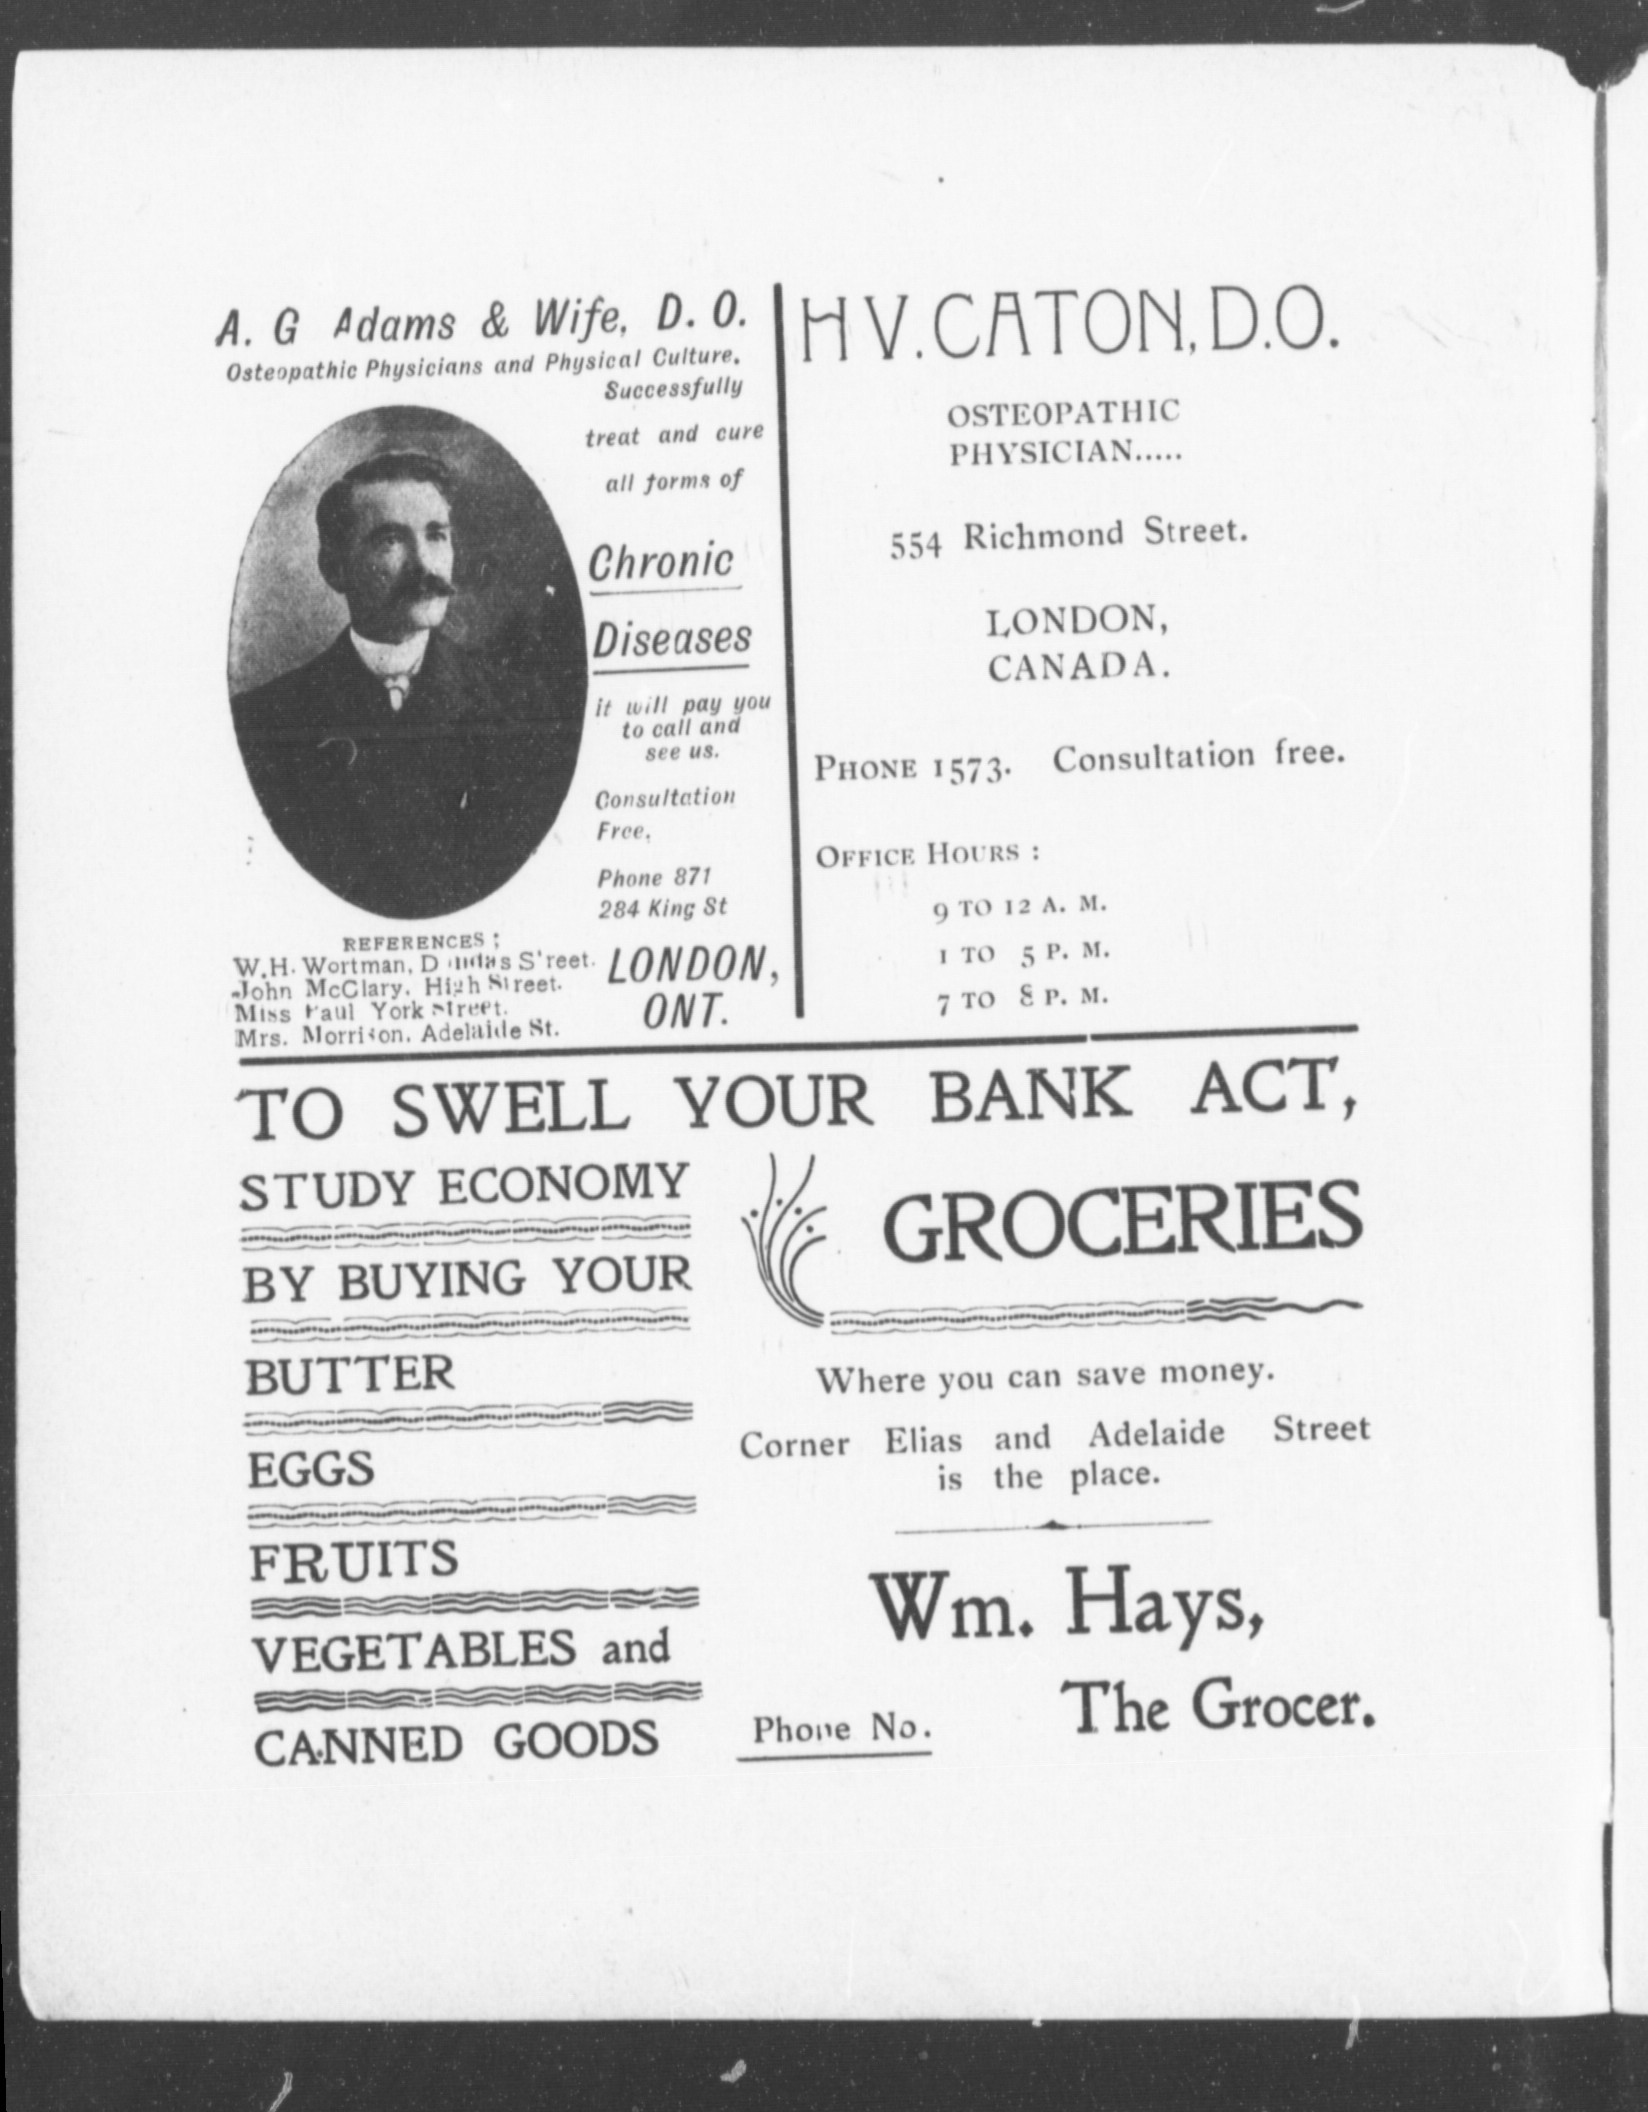 A. G Adams & Wife, D. O.
Osteopathic Physicians and Physical Culture.
Successfully
treat and cure
all forms of
Chronic
Diseases
it will pay you
to call and
see us.
Consultation
Free.
Phone 871
284 King St
LONDON,
ONT.
REFERENCES:
W.H. Wortman, Dundas S'reet.
John McClary, High Street.
Miss Paul York Street.
Mrs. Morrison, Adelaide St.
H V. CATON, D.O.
OSTEOPATHIC
PHYSICIAN.....
554 Richmond Street.
LONDON,
CANADA.
PHONE 1573. Consultation free.
OFFICE HOURS :
9 TO 12 A. M.
1 TO 5 P. M.
7 TO 8 P. M.
TO SWELL YOUR BANK ACT,
STUDY ECONOMY
BY BUYING YOUR
BUTTER
EGGS
FRUITS
VEGETABLES and
CANNED GOODS
GROCERIES
Where you can save money.
Corner Elias and Adelaide Street
is the place.
Wm. Hays,
The Grocer.
Phone No.